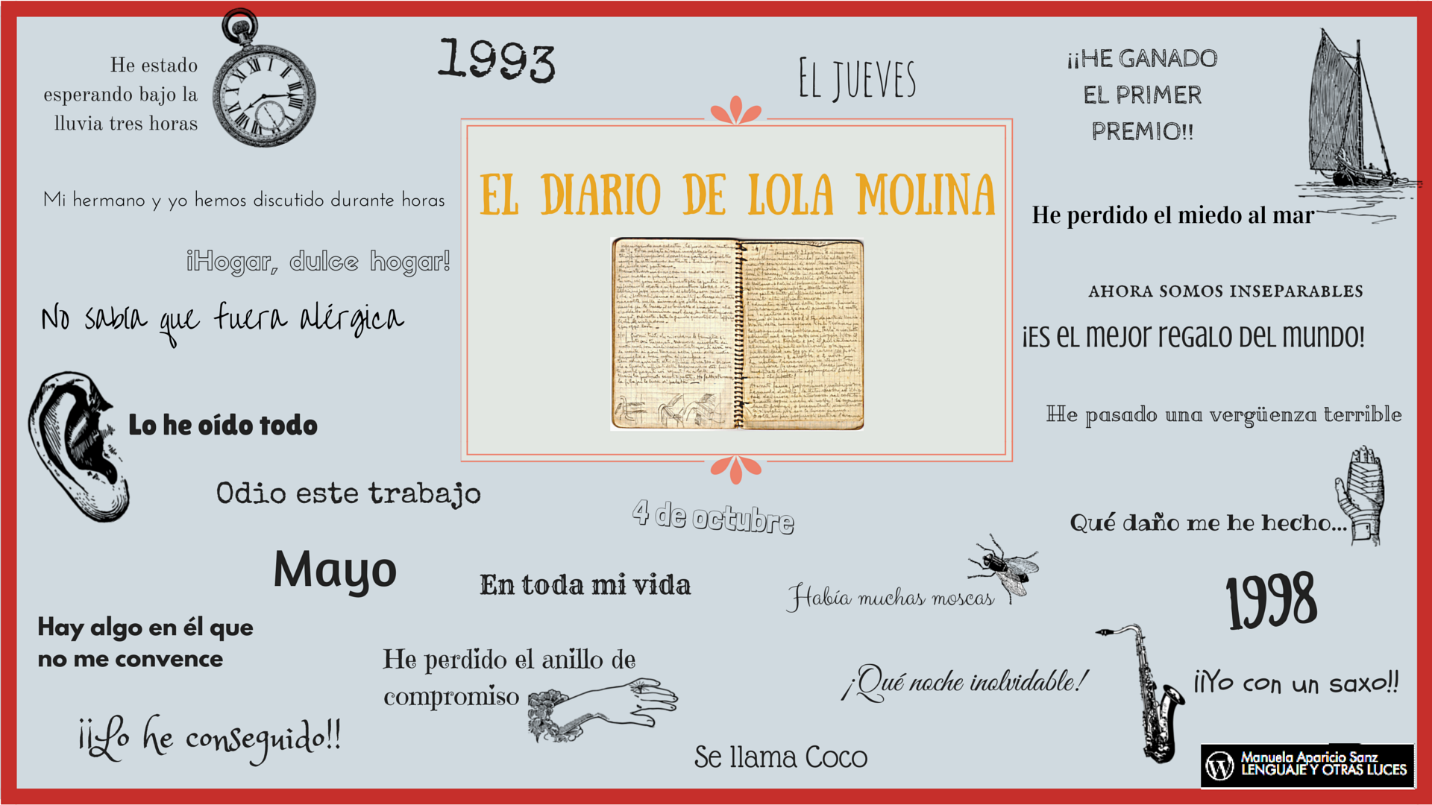 He estado
esperando bajo la
lluvia tres horas
1993
El jueves
¡¡HE GANADO
EL PRIMER
PREMIO!!
Mi hermano y yo hemos discutido durante horas
EL DIARIO DE LOLA MOLINA
He perdido el miedo al mar
¡Hogar, dulce hogar!
AHORA SOMOS INSEPARABLES
No sabía que fuera alérgica
¡Es el mejor regalo del mundo!
Lo he oído todo
He pasado una vergüenza terrible
Odio este trabajo
4 de octubre
Qué daño me he hecho...
Mayo
En toda mi vida
Había muchas moscas
1998
Hay algo en él que
no me convence
He perdido el anillo de
compromiso
¡Qué noche inolvidable!
¡¡Yo con un saxo!!
¡¡Lo he conseguido!!
Se llama Coco
Manuela Aparicio Sanz
LENGUAJE Y OTRAS LUCES